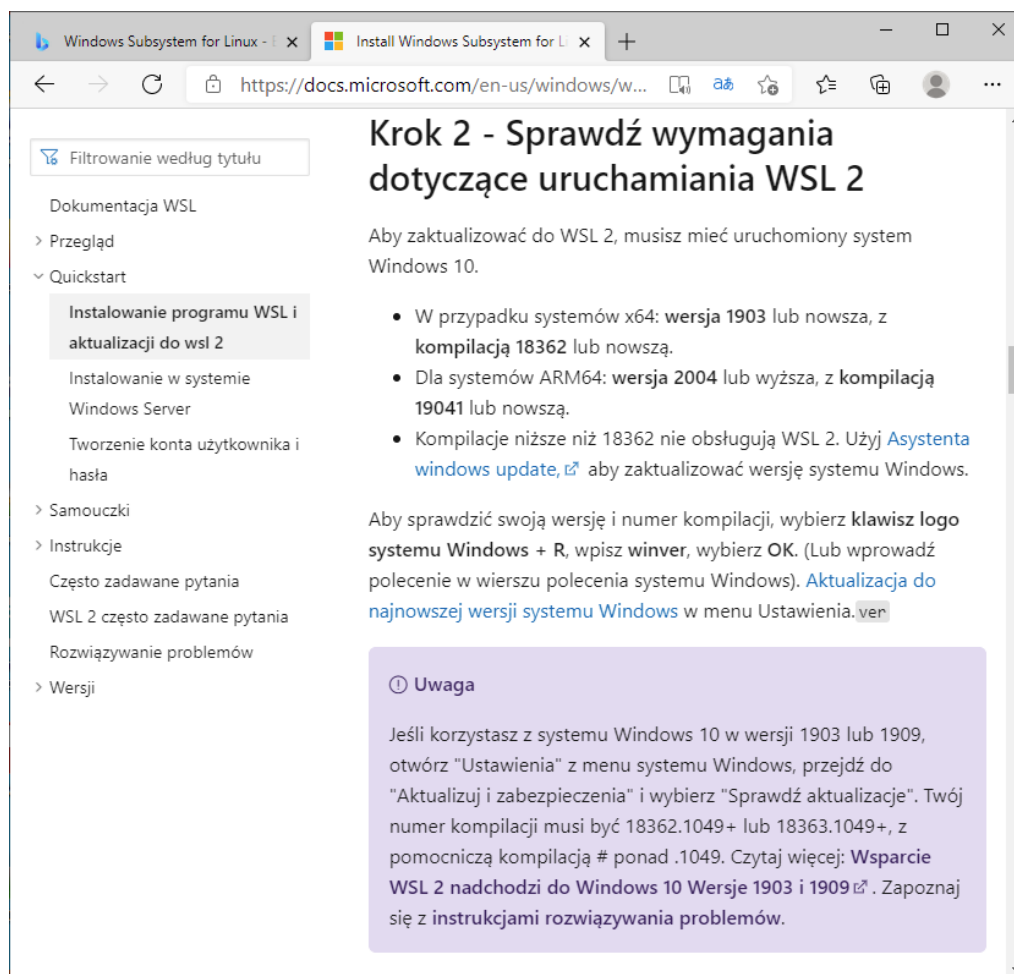 Windows Subsystem for Linux -
Install Windows Subsystem for L
https://docs.microsoft.com/en-us/windows/w...
Filtrowanie według tytułu
Dokumentacja WSL
Przegląd
Quickstart
Instalowanie programu WSL i
aktualizacji do wsl 2
Instalowanie w systemie
Windows Server
Tworzenie konta użytkownika i
hasła
Samouczki
Instrukcje
Często zadawane pytania
WSL 2 często zadawane pytania
Rozwiązywanie problemów
Wersji
Krok 2 - Sprawdź wymagania
dotyczące uruchamiania WSL 2
Aby zaktualizować do WSL 2, musisz mieć uruchomiony system
Windows 10.
• W przypadku systemów x64: wersja 1903 lub nowsza, z
kompilacją 18362 lub nowszą.
• Dla systemów ARM64: wersja 2004 lub wyższa, z kompilacją
19041 lub nowszą.
• Kompilacje niższe niż 18362 nie obsługują WSL 2. Użyj Asystenta
windows update, aby zaktualizować wersję systemu Windows.
Aby sprawdzić swoją wersję i numer kompilacji, wybierz klawisz logo
systemu Windows + R, wpisz winver, wybierz OK. (Lub wprowadź
polecenie w wierszu polecenia systemu Windows). Aktualizacja do
najnowszej wersji systemu Windows w menu Ustawienia.ver
Uwaga
Jeśli korzystasz z systemu Windows 10 w wersji 1903 lub 1909,
otwórz "Ustawienia" z menu systemu Windows, przejdź do
"Aktualizuj i zabezpieczenia" i wybierz "Sprawdź aktualizacje". Twój
numer kompilacji musi być 18362.1049+ lub 18363.1049+, z
pomocniczą kompilacją # ponad .1049. Czytaj więcej: Wsparcie
WSL 2 nadchodzi do Windows 10 Wersje 1903 i 1909 . Zapoznaj
się z instrukcjami rozwiązywania problemów.